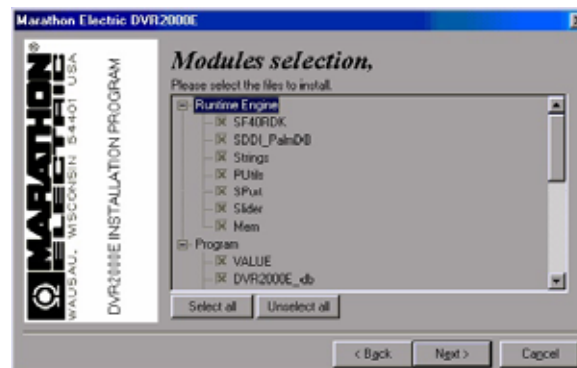 Marathon Electric DVR2000E
MARATHON®
ELECTRIC
WAUSAU, WISCONSIN 54401 USA
DVR2000E INSTALLATION PROGRAM
Modules selection,
Please select the files to install.
Runtime Engine
SF40RDK
SDDI_PalmDB
Strings
PUtils
SPort
Slider
Mem
Program
VALUE
DVR2000E_db
Select all
Unselect all
< Back
Next >
Cancel